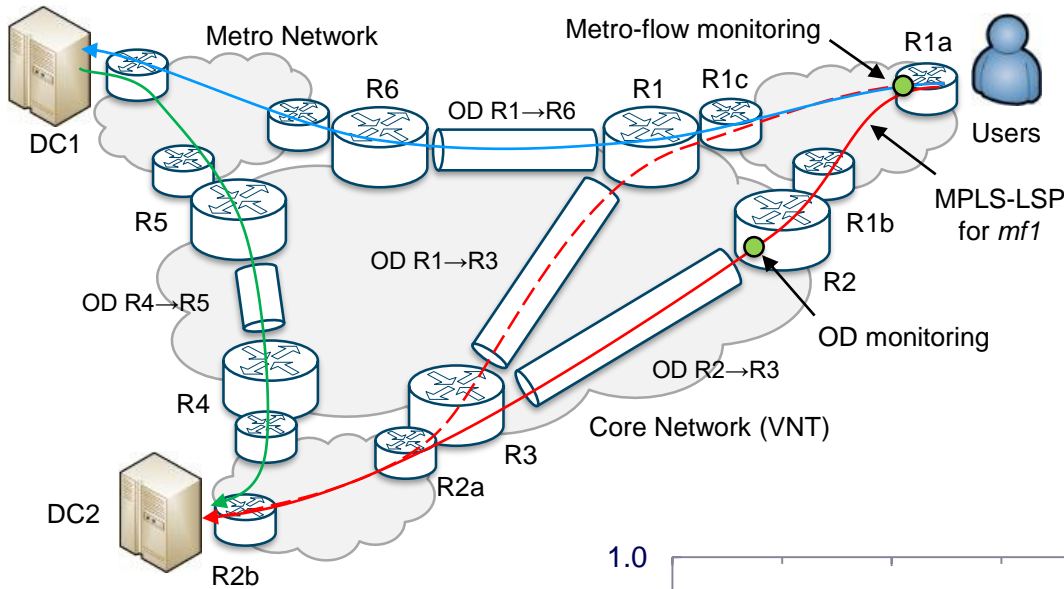 Metro-flow monitoring
R1a
Metro Network
R1c
R6
R1
OD R1→R6
DC1
Users
MPLS-LSP
for mf1
R5
R1b
OD R1→R3
R2
OD R4→R5
OD monitoring
OD R2→R3
R4
Core Network (VNT)
R3
R2a
DC2
1.0
R2b